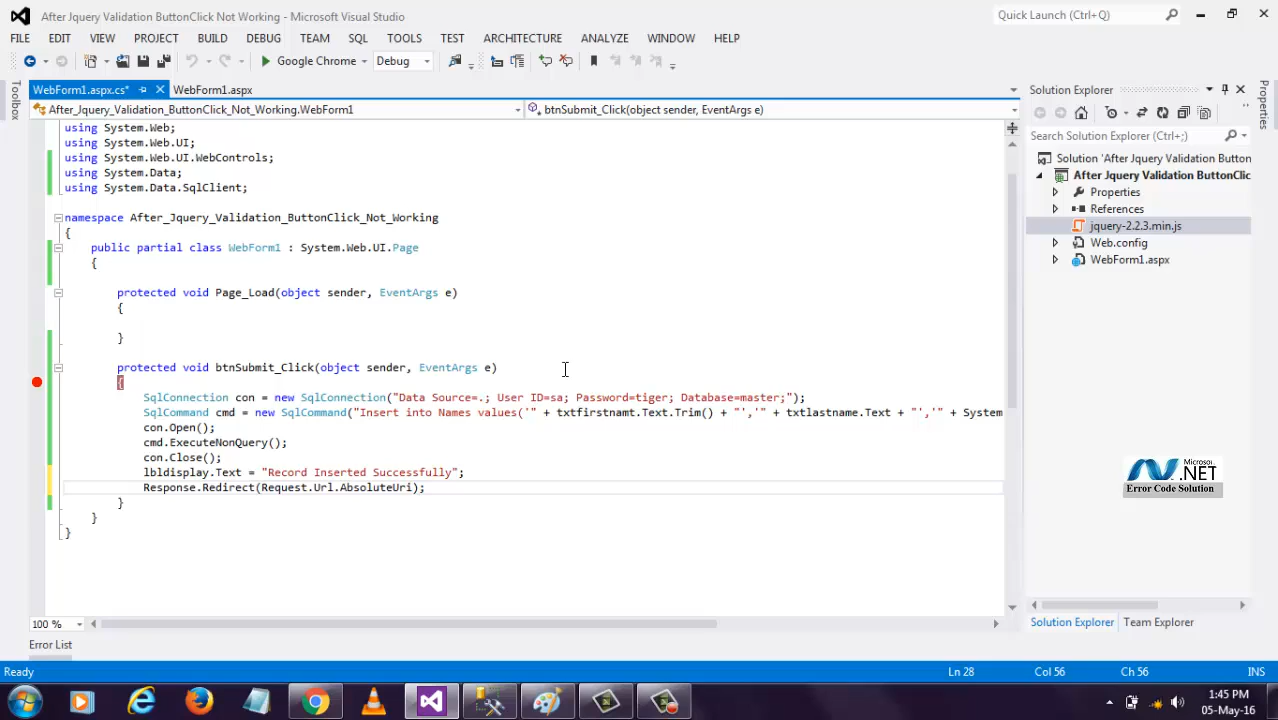 After Jquery Validation ButtonClick Not Working - Microsoft Visual Studio
Quick Launch (Ctrl+Q)
FILE EDIT VIEW PROJECT BUILD DEBUG TEAM SQL TOOLS TEST ARCHITECTURE ANALYZE WINDOW HELP
Google Chrome Debug
Toolbox
WebForm1.aspx.cs* WebForm1.aspx
After_Jquery_Validation_ButtonClick_Not_Working.WebForm1
btnSubmit_Click(object sender, EventArgs e)
using System.Web;
using System.Web.UI;
using System.Web.UI.WebControls;
using System.Data;
using System.Data.SqlClient;
namespace After_Jquery_Validation_ButtonClick_Not_Working
{
public partial class WebForm1 : System.Web.UI.Page
{
protected void Page_Load(object sender, EventArgs e)
{
}
protected void btnSubmit_Click(object sender, EventArgs e)
{
SqlConnection con = new SqlConnection("Data Source=.; User ID=sa; Password=tiger; Database=master;");
SqlCommand cmd = new SqlCommand("Insert into Names values('" + txtfirstnamt.Text.Trim() + "','" + txtlastname.Text + "','" + System
con.Open();
cmd.ExecuteNonQuery();
con.Close();
lbldisplay.Text = "Record Inserted Successfully";
Response.Redirect(Request.Url.AbsoluteUri);
}
}
}
100 %
Error List
Solution Explorer
Search Solution Explorer (Ctrl+;)
Solution 'After Jquery Validation Button
After Jquery Validation ButtonClic
Properties
References
jquery-2.2.3.min.js
Web.config
WebForm1.aspx
Microsoft
.NET
Error Code Solution
Solution Explorer Team Explorer
Properties
Ready
Ln 28 Col 56 Ch 56 INS
1:45 PM
05-May-16